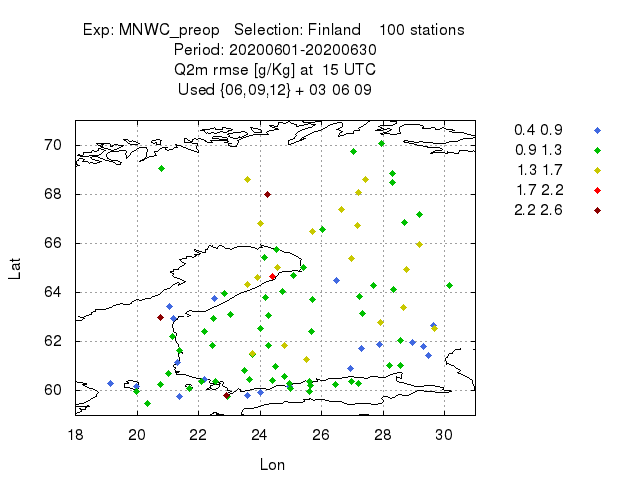 Exp: MNWC_preop   Selection: Finland    100 stations
Period: 20200601-20200630
Q2m rmse [g/Kg] at  15 UTC
Used {06,09,12} + 03 06 09
0.4 0.9
0.9 1.3
1.3 1.7
1.7 2.2
2.2 2.6
70
68
66
64
62
60
Lat
18 20 22 24 26 28 30
Lon